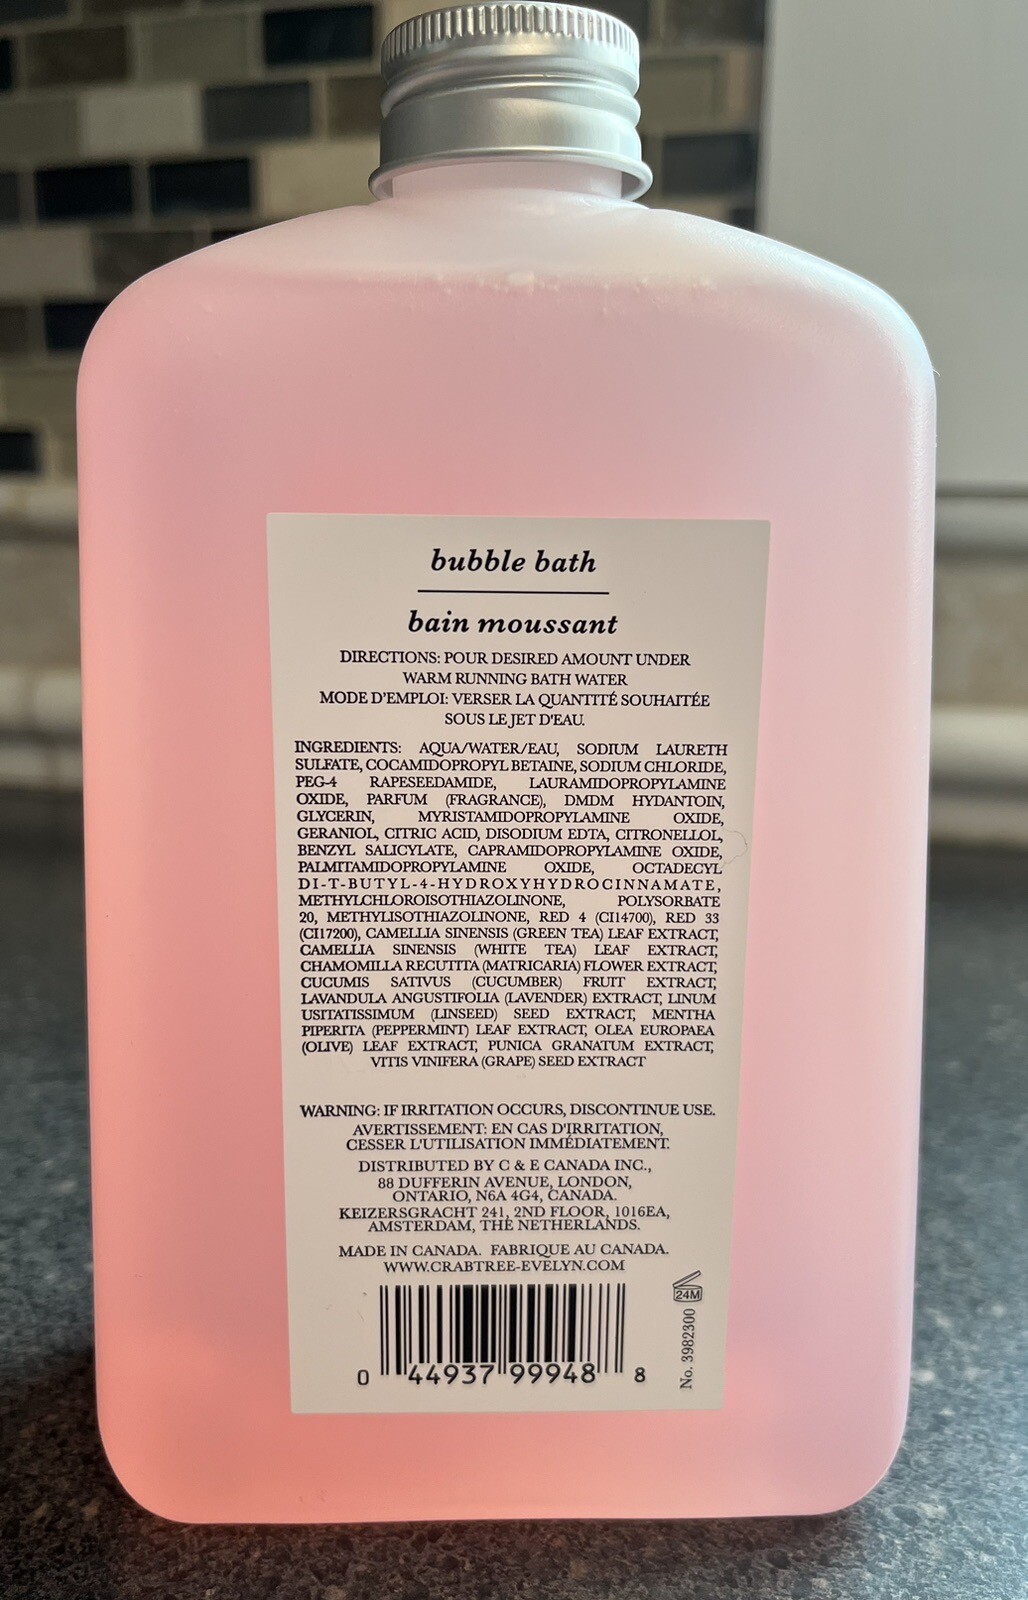 bubble bath
bain moussant
DIRECTIONS: POUR DESIRED AMOUNT UNDER
WARM RUNNING BATH WATER
MODE D'EMPLOI: VERSER LA QUANTITÉ SOUHAITÉE
SOUS LE JET D'EAU.
INGREDIENTS: AQUA/WATER/EAU, SODIUM LAURETH
SULFATE, COCAMIDOPROPYL BETAINE, SODIUM CHLORIDE,
PEG-4 RAPESEEDAMIDE, LAURAMIDOPROPYLAMINE
OXIDE, PARFUM (FRAGRANCE), DMDM HYDANTOIN,
GLYCERIN, MYRISTAMIDOPROPYLAMINE OXIDE,
GERANIOL, CITRIC ACID, DISODIUM EDTA, CITRONELLOL,
BENZYL SALICYLATE, CAPRAMIDOPROPYLAMINE OXIDE,
PALMITAMIDOPROPYLAMINE OXIDE, OCTADECYL
DI-T-BUTYL-4-HYDROXYHYDROCINNAMATE,
METHYLCHLOROISOTHIAZOLINONE, POLYSORBATE
20, METHYLISOTHIAZOLINONE, RED 4 (CI14700), RED 33
(CI17200), CAMELLIA SINENSIS (GREEN TEA) LEAF EXTRACT,
CAMELLIA SINENSIS (WHITE TEA) LEAF EXTRACT,
CHAMOMILLA RECUTITA (MATRICARIA) FLOWER EXTRACT,
CUCUMIS SATIVUS (CUCUMBER) FRUIT EXTRACT,
LAVANDULA ANGUSTIFOLIA (LAVENDER) EXTRACT, LINUM
USITATISSIMUM (LINSEED) SEED EXTRACT, MENTHA
PIPERITA (PEPPERMINT) LEAF EXTRACT, OLEA EUROPAEA
(OLIVE) LEAF EXTRACT, PUNICA GRANATUM EXTRACT,
VITIS VINIFERA (GRAPE) SEED EXTRACT
WARNING: IF IRRITATION OCCURS, DISCONTINUE USE.
AVERTISSEMENT: EN CAS D'IRRITATION,
CESSER L'UTILISATION IMMÉDIATEMENT.
DISTRIBUTED BY C & E CANADA INC.,
88 DUFFERIN AVENUE, LONDON,
ONTARIO, N6A 4G4, CANADA.
KEIZERSGRACHT 241, 2ND FLOOR, 1016EA,
AMSTERDAM, THE NETHERLANDS.
MADE IN CANADA. FABRIQUE AU CANADA.
WWW.CRABTREE-EVELYN.COM
24M
No. 3982300
0 44937 99948 8